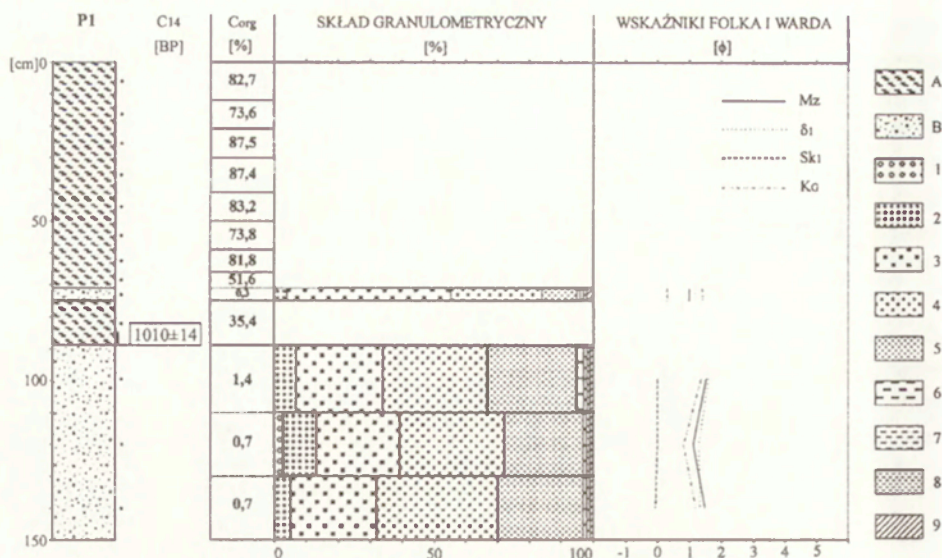 P1 C14 Corg SKŁAD GRANULOMETRYCZNY WSKAŹNIKI FOLKA I WARDA
[BP] [%] [%] [ϕ]
[cm] 0
82,7
73,6
87,5
87,4
83,2
50
73,8
81,8
51,6
0,3
35,4
1010±14
100
1,4
0,7
0,7
150
0 50 100
-1 0 1 2 3 4 5
Mz
δ1
Sk1
KG
A
B
1
2
3
4
5
6
7
8
9